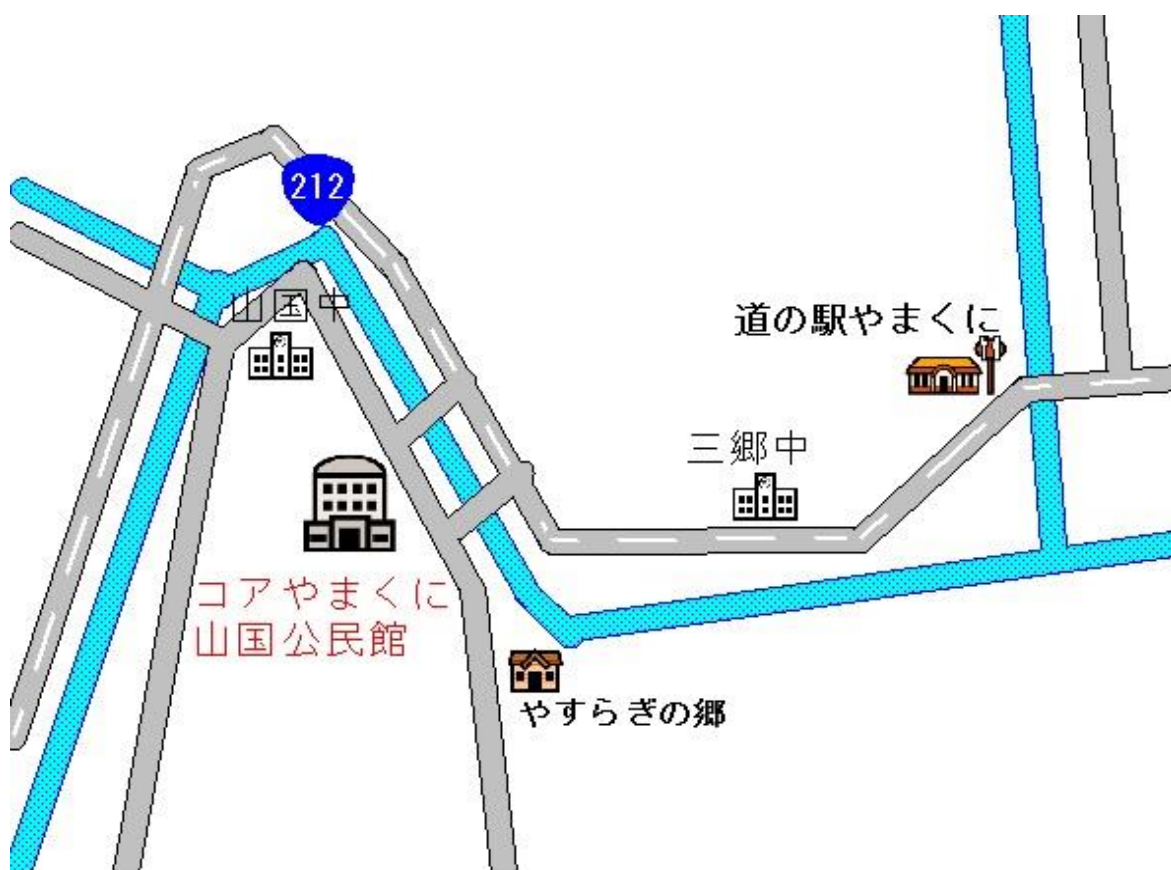 212
山国中
道の駅やまくに
三郷中
コアやまくに
山国公民館
やすらぎの郷